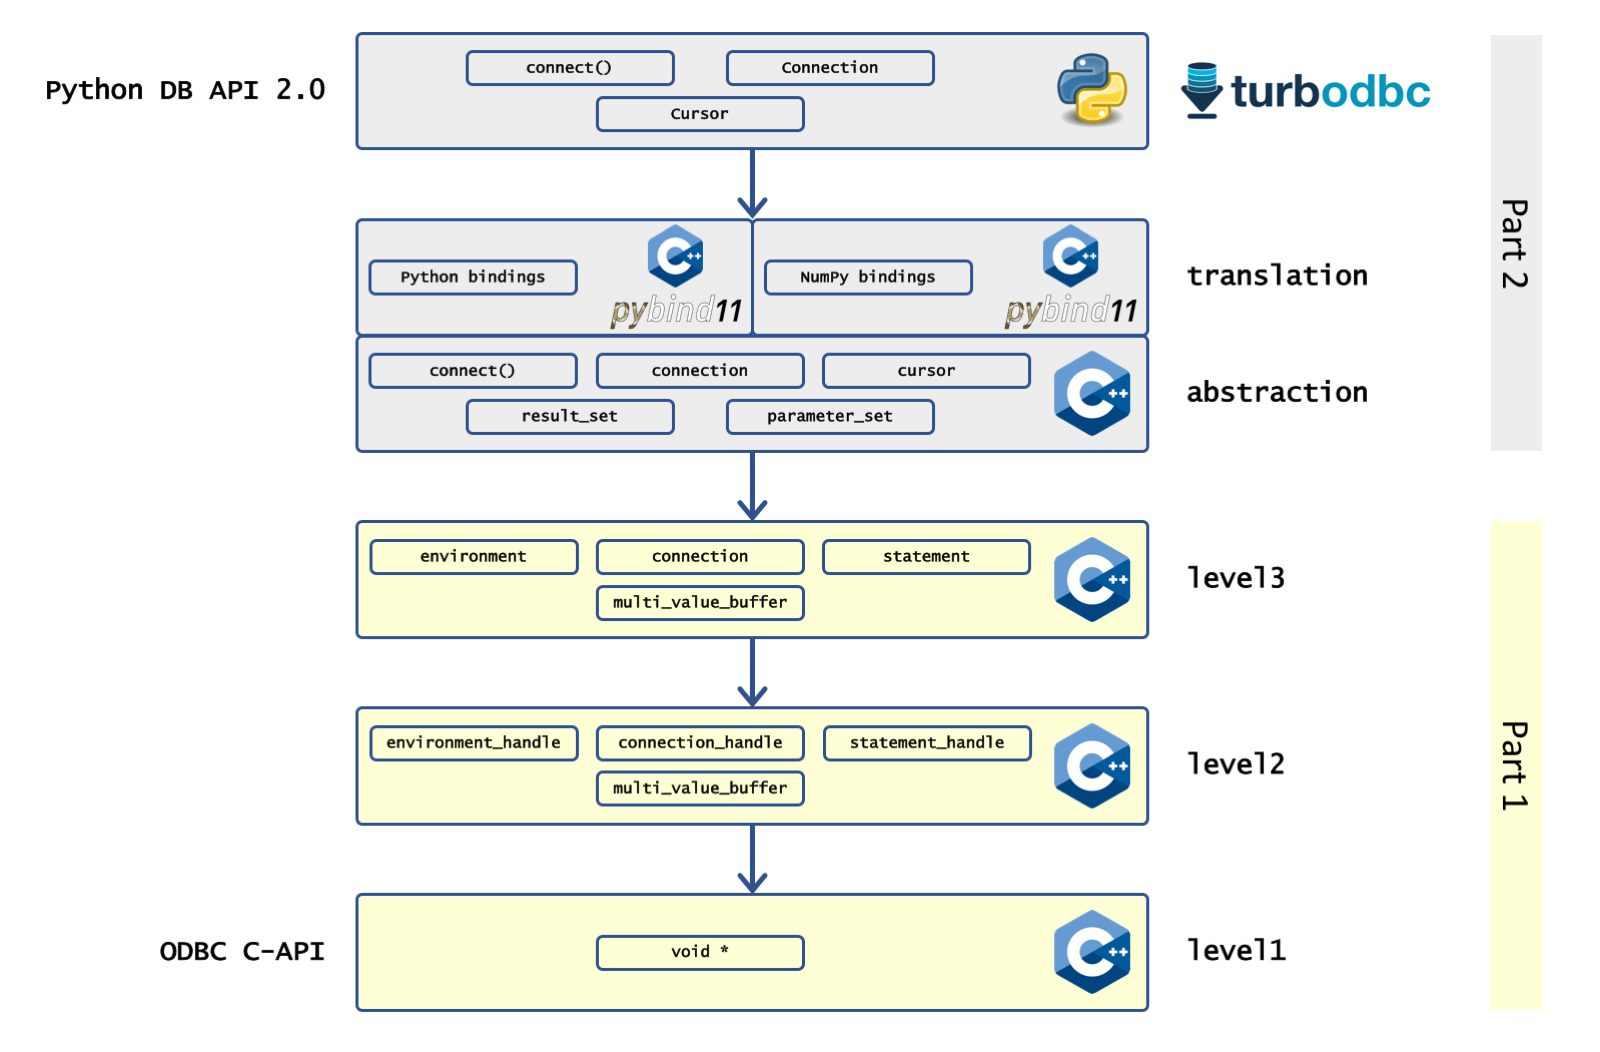 Python DB API 2.0
connect()
Connection
Cursor
turbodbc
Python bindings
C++
pybind11
NumPy bindings
C++
pybind11
translation
connect()
connection
cursor
result_set
parameter_set
C++
abstraction
Part 2
environment
connection
statement
multi_value_buffer
C++
level3
environment_handle
connection_handle
statement_handle
multi_value_buffer
C++
level2
Part 1
ODBC C-API
void *
C++
level1